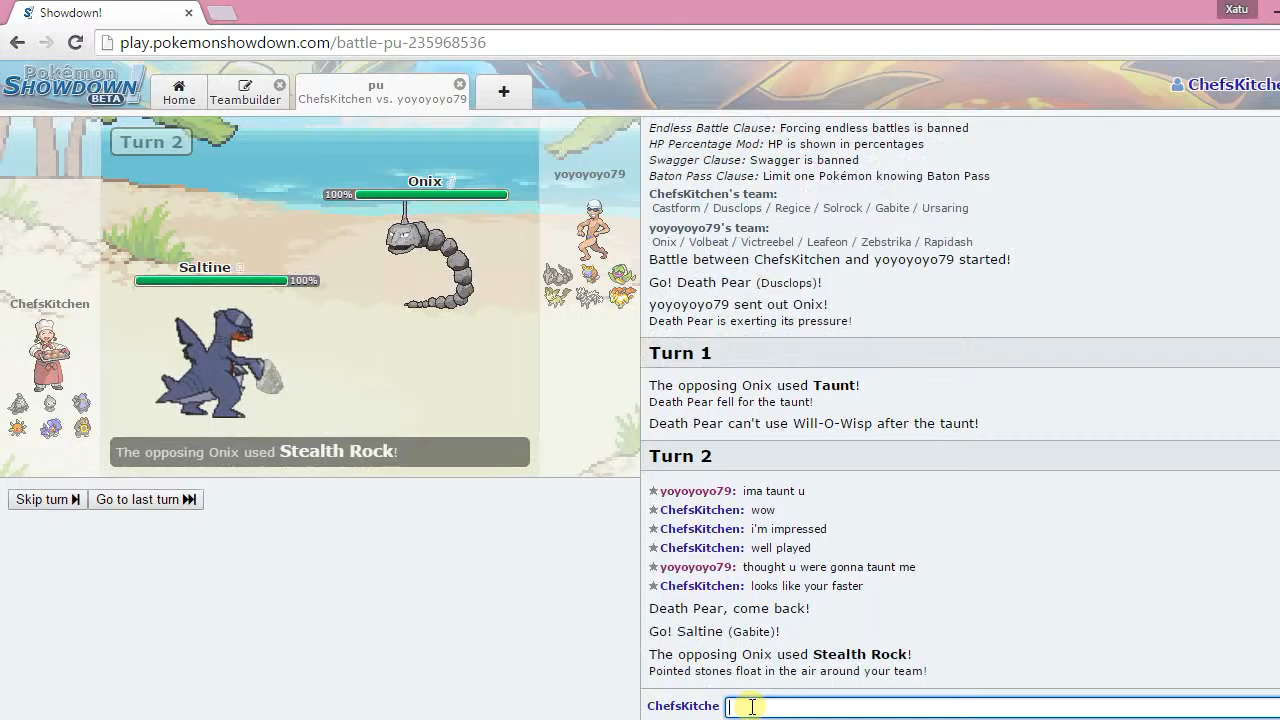 Showdown!
Xatu
play.pokemonshowdown.com/battle-pu-235968536
Pokémon
SHOWDOWN!
BETA
Home
Teambuilder
pu
ChefsKitchen vs. yoyoyoyo79
ChefsKitche
Turn 2
yoyoyoyo79
Onix
100%
Saltine
100%
ChefsKitchen
The opposing Onix used Stealth Rock!
Skip turn
Go to last turn
Endless Battle Clause: Forcing endless battles is banned
HP Percentage Mod: HP is shown in percentages
Swagger Clause: Swagger is banned
Baton Pass Clause: Limit one Pokémon knowing Baton Pass
ChefsKitchen's team:
Castform / Dusclops / Regice / Solrock / Gabite / Ursaring
yoyoyoyo79's team:
Onix / Volbeat / Victreebel / Leafeon / Zebstrika / Rapidash
Battle between ChefsKitchen and yoyoyoyo79 started!
Go! Death Pear (Dusclops)!
yoyoyoyo79 sent out Onix!
Death Pear is exerting its pressure!
Turn 1
The opposing Onix used Taunt!
Death Pear fell for the taunt!
Death Pear can't use Will-O-Wisp after the taunt!
Turn 2
yoyoyoyo79: ima taunt u
ChefsKitchen: wow
ChefsKitchen: i'm impressed
ChefsKitchen: well played
yoyoyoyo79: thought u were gonna taunt me
ChefsKitchen: looks like your faster
Death Pear, come back!
Go! Saltine (Gabite)!
The opposing Onix used Stealth Rock!
Pointed stones float in the air around your team!
ChefsKitche